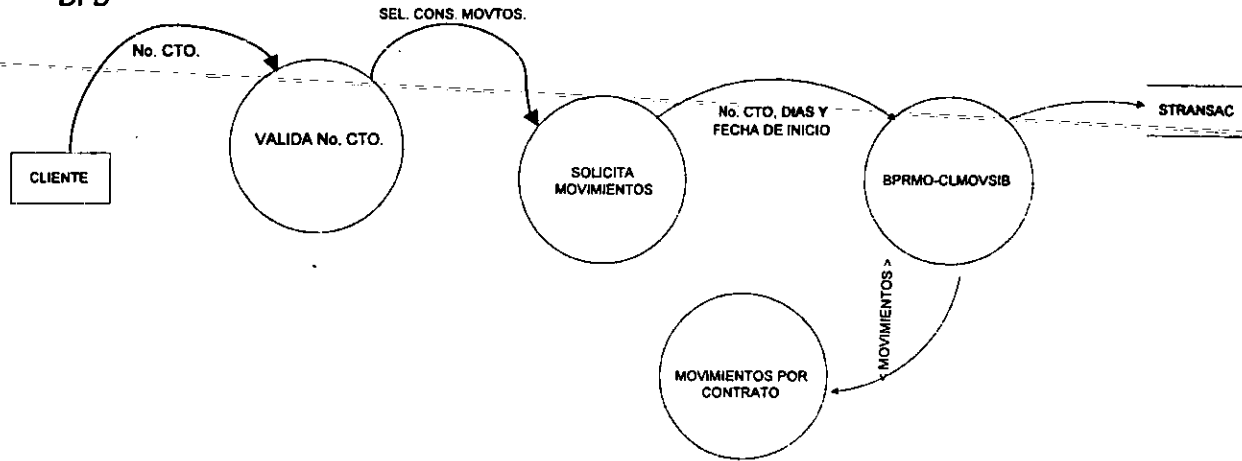 DFD
SEL. CONS. MOVTOS.
No. CTO.
VALIDA No. CTO.
No. CTO, DIAS Y
FECHA DE INICIO
STRANSAC
CLIENTE
SOLICITA
MOVIMIENTOS
BPRMO-CLMOVSIB
< MOVIMIENTOS >
MOVIMIENTOS POR
CONTRATO